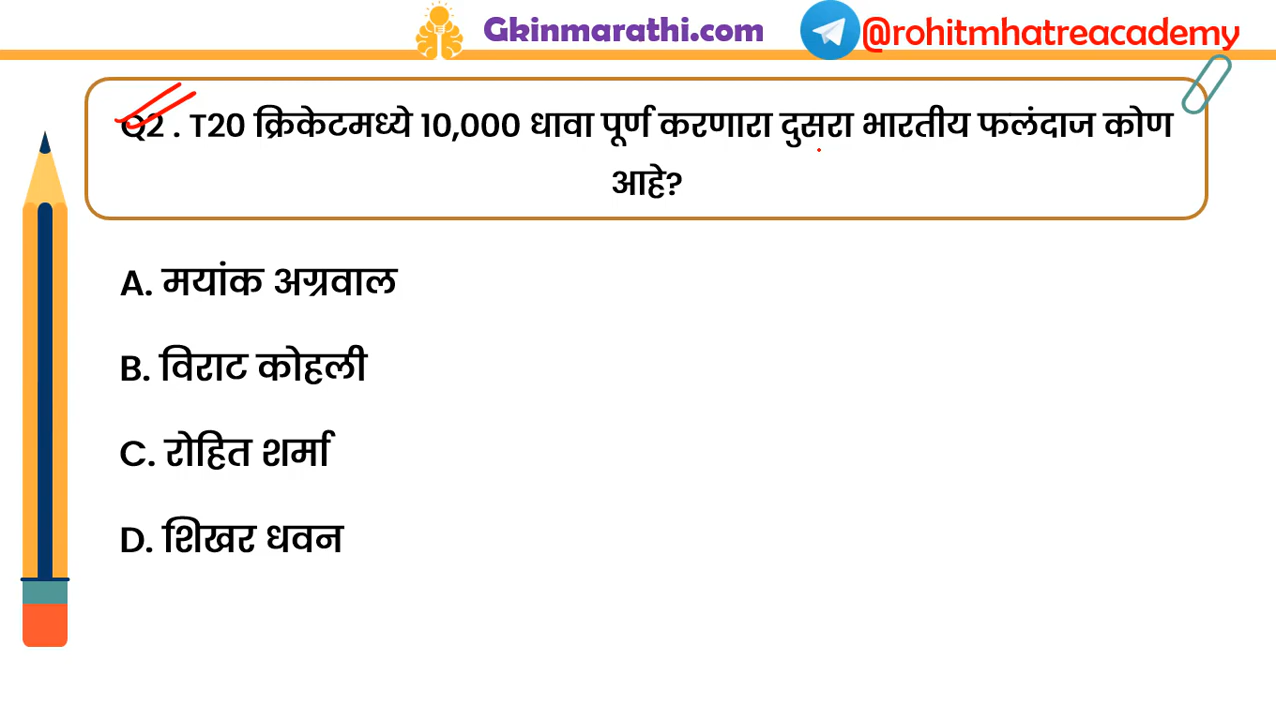 Gkinmarathi.com
@rohitmhatreacademy
Q2 . T20 क्रिकेटमध्ये 10,000 धावा पूर्ण करणारा दुसरा भारतीय फलंदाज कोण
आहे?
A. मयांक अग्रवाल
B. विराट कोहली
C. रोहित शर्मा
D. शिखर धवन